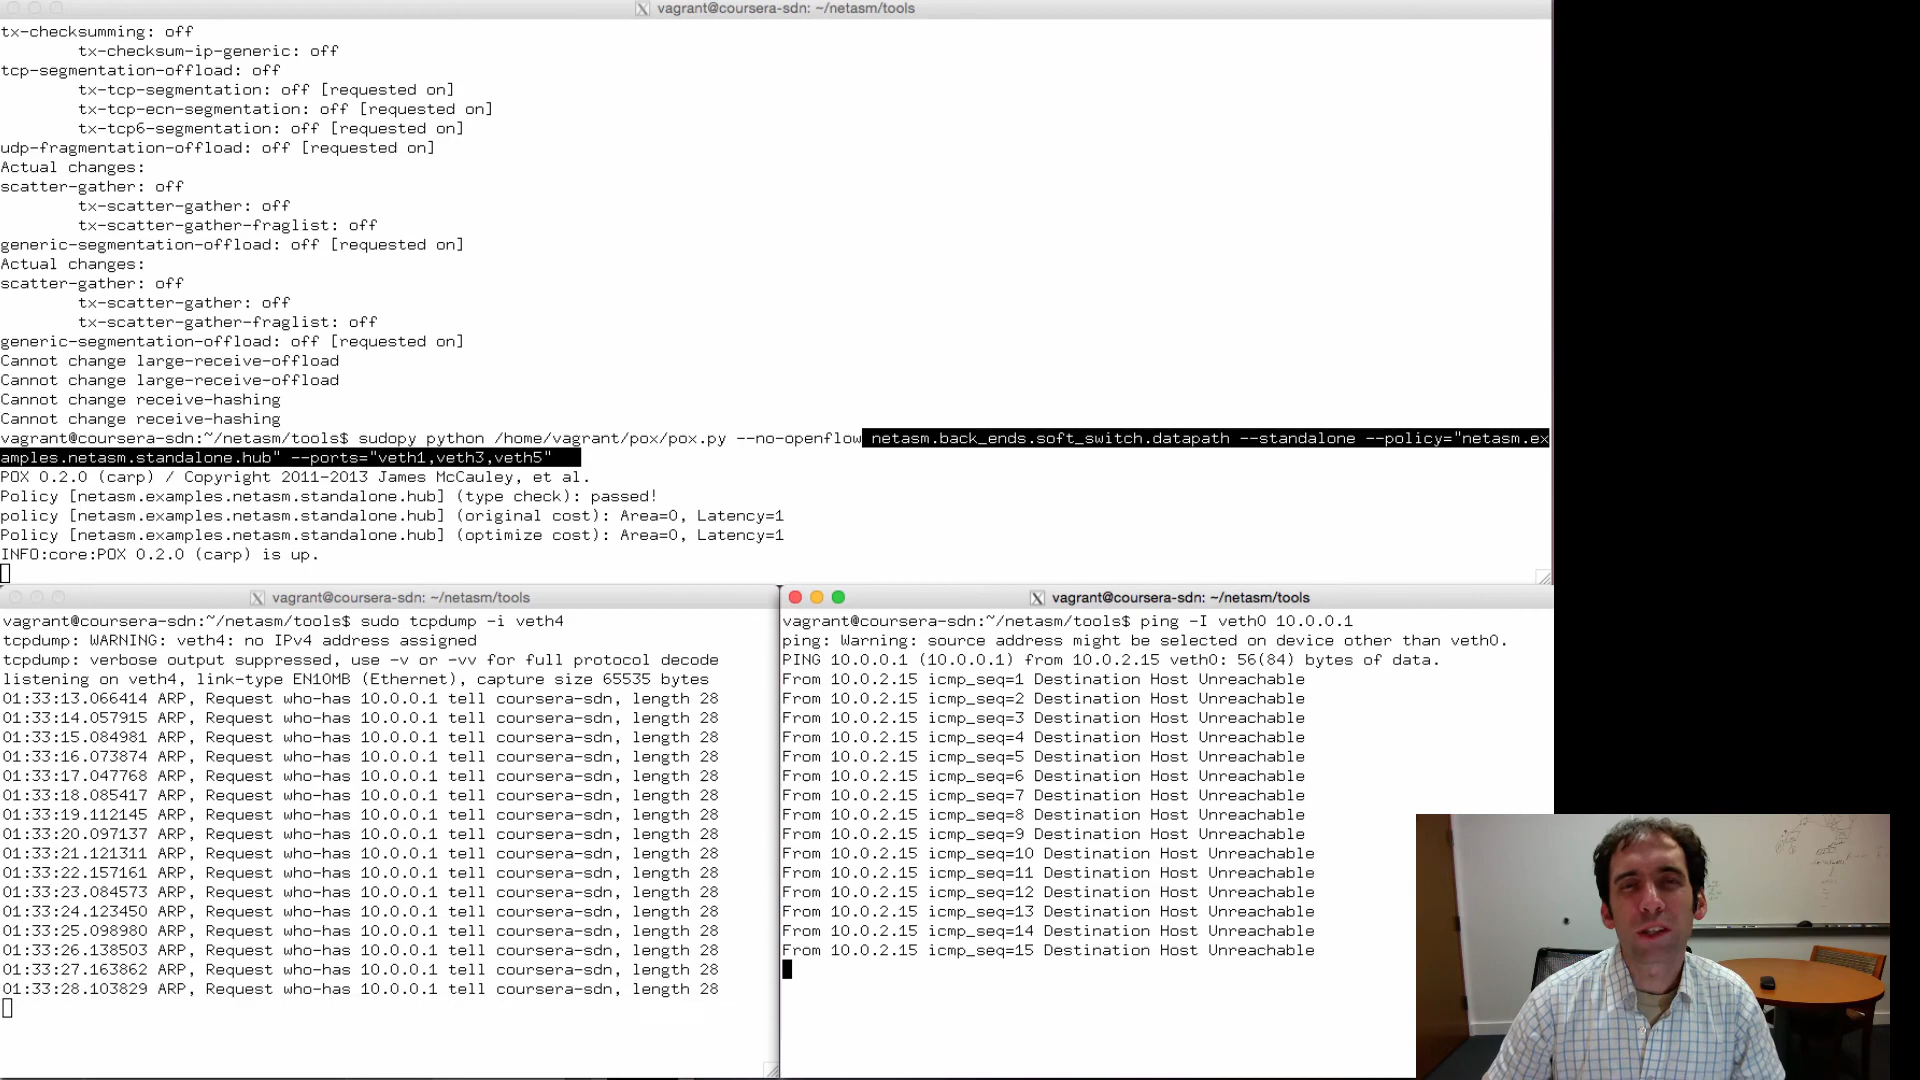 vagrant@coursera-sdn: ~/netasm/tools
tx-checksumming: off
tx-checksum-ip-generic: off
tcp-segmentation-offload: off
tx-tcp-segmentation: off [requested on]
tx-tcp-ecn-segmentation: off [requested on]
tx-tcp6-segmentation: off [requested on]
udp-fragmentation-offload: off [requested on]
Actual changes:
scatter-gather: off
tx-scatter-gather: off
tx-scatter-gather-fraglist: off
generic-segmentation-offload: off [requested on]
Actual changes:
scatter-gather: off
tx-scatter-gather: off
tx-scatter-gather-fraglist: off
generic-segmentation-offload: off [requested on]
Cannot change large-receive-offload
Cannot change large-receive-offload
Cannot change receive-hashing
Cannot change receive-hashing
vagrant@coursera-sdn:~/netasm/tools$ sudopy python /home/vagrant/pox/pox.py --no-openflow netasm.back_ends.soft_switch.datapath --standalone --policy="netasm.ex
amples.netasm.standalone.hub" --ports="veth1,veth3,veth5"
POX 0.2.0 (carp) / Copyright 2011-2013 James McCauley, et al.
Policy [netasm.examples.netasm.standalone.hub] (type check): passed!
policy [netasm.examples.netasm.standalone.hub] (original cost): Area=0, Latency=1
Policy [netasm.examples.netasm.standalone.hub] (optimize cost): Area=0, Latency=1
INFO:core:POX 0.2.0 (carp) is up.
vagrant@coursera-sdn: ~/netasm/tools
vagrant@coursera-sdn:~/netasm/tools$ sudo tcpdump -i veth4
tcpdump: WARNING: veth4: no IPv4 address assigned
tcpdump: verbose output suppressed, use -v or -vv for full protocol decode
listening on veth4, link-type EN10MB (Ethernet), capture size 65535 bytes
01:33:13.066414 ARP, Request who-has 10.0.0.1 tell coursera-sdn, length 28
01:33:14.057915 ARP, Request who-has 10.0.0.1 tell coursera-sdn, length 28
01:33:15.084981 ARP, Request who-has 10.0.0.1 tell coursera-sdn, length 28
01:33:16.073874 ARP, Request who-has 10.0.0.1 tell coursera-sdn, length 28
01:33:17.047768 ARP, Request who-has 10.0.0.1 tell coursera-sdn, length 28
01:33:18.085417 ARP, Request who-has 10.0.0.1 tell coursera-sdn, length 28
01:33:19.112145 ARP, Request who-has 10.0.0.1 tell coursera-sdn, length 28
01:33:20.097137 ARP, Request who-has 10.0.0.1 tell coursera-sdn, length 28
01:33:21.121311 ARP, Request who-has 10.0.0.1 tell coursera-sdn, length 28
01:33:22.157161 ARP, Request who-has 10.0.0.1 tell coursera-sdn, length 28
01:33:23.084573 ARP, Request who-has 10.0.0.1 tell coursera-sdn, length 28
01:33:24.123450 ARP, Request who-has 10.0.0.1 tell coursera-sdn, length 28
01:33:25.098980 ARP, Request who-has 10.0.0.1 tell coursera-sdn, length 28
01:33:26.138503 ARP, Request who-has 10.0.0.1 tell coursera-sdn, length 28
01:33:27.163862 ARP, Request who-has 10.0.0.1 tell coursera-sdn, length 28
01:33:28.103829 ARP, Request who-has 10.0.0.1 tell coursera-sdn, length 28
vagrant@coursera-sdn: ~/netasm/tools
vagrant@coursera-sdn:~/netasm/tools$ ping -I veth0 10.0.0.1
ping: Warning: source address might be selected on device other than veth0.
PING 10.0.0.1 (10.0.0.1) from 10.0.2.15 veth0: 56(84) bytes of data.
From 10.0.2.15 icmp_seq=1 Destination Host Unreachable
From 10.0.2.15 icmp_seq=2 Destination Host Unreachable
From 10.0.2.15 icmp_seq=3 Destination Host Unreachable
From 10.0.2.15 icmp_seq=4 Destination Host Unreachable
From 10.0.2.15 icmp_seq=5 Destination Host Unreachable
From 10.0.2.15 icmp_seq=6 Destination Host Unreachable
From 10.0.2.15 icmp_seq=7 Destination Host Unreachable
From 10.0.2.15 icmp_seq=8 Destination Host Unreachable
From 10.0.2.15 icmp_seq=9 Destination Host Unreachable
From 10.0.2.15 icmp_seq=10 Destination Host Unreachable
From 10.0.2.15 icmp_seq=11 Destination Host Unreachable
From 10.0.2.15 icmp_seq=12 Destination Host Unreachable
From 10.0.2.15 icmp_seq=13 Destination Host Unreachable
From 10.0.2.15 icmp_seq=14 Destination Host Unreachable
From 10.0.2.15 icmp_seq=15 Destination Host Unreachable